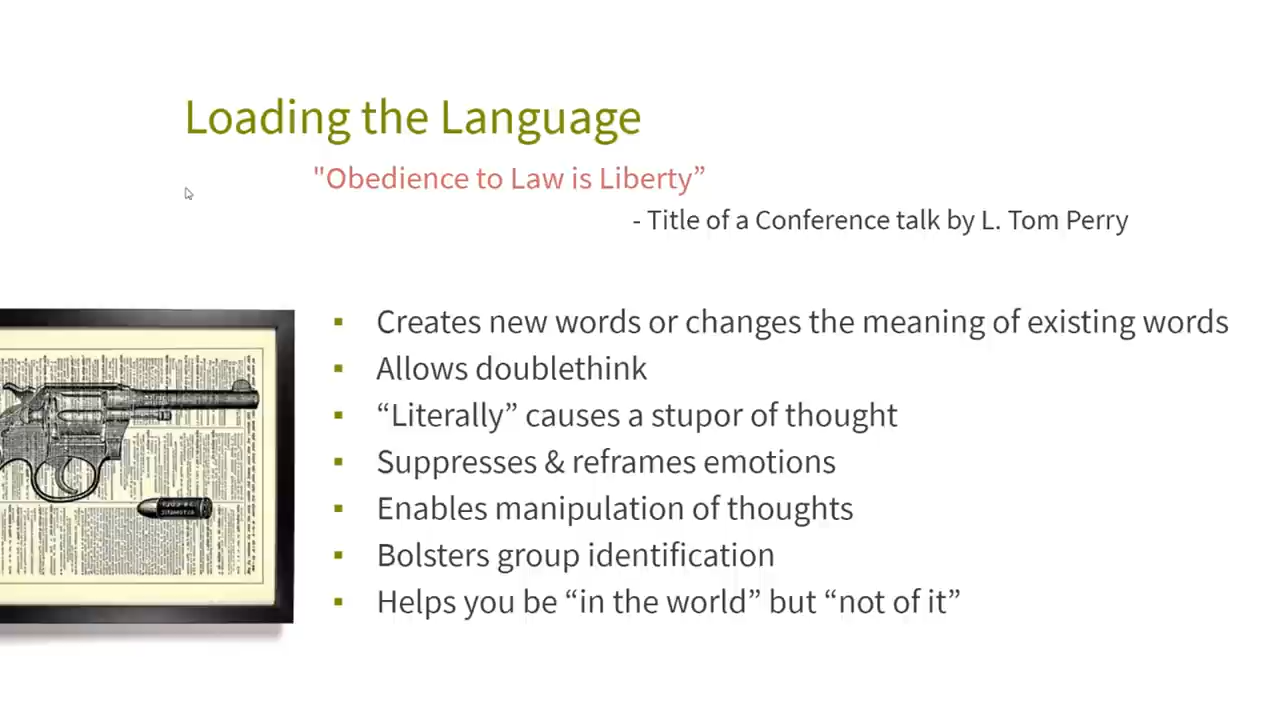 Loading the Language
"Obedience to Law is Liberty”
- Title of a Conference talk by L. Tom Perry
▪ Creates new words or changes the meaning of existing words
▪ Allows doublethink
▪ “Literally” causes a stupor of thought
▪ Suppresses & reframes emotions
▪ Enables manipulation of thoughts
▪ Bolsters group identification
▪ Helps you be “in the world” but “not of it”